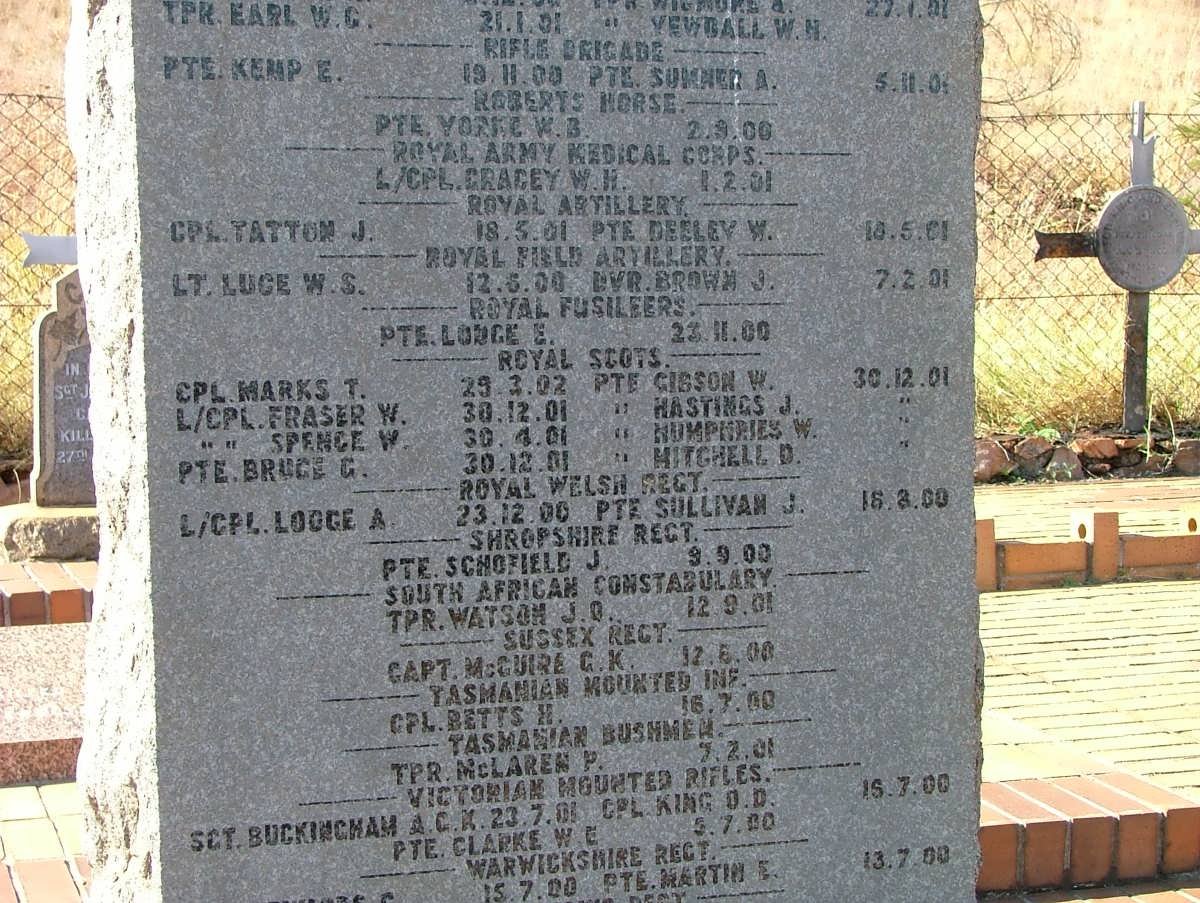 TPR. EARL W.G. 21.1.01 " YEWDALL W.H. 27.1.01
RIFLE BRIGADE
PTE. KEMP E. 19.11.00 PTE. SUMNER A. 5.11.01
ROBERTS HORSE.
PTE. YORKE W.B. 2.9.00
ROYAL ARMY MEDICAL CORPS.
L/CPL. GRACEY W.H. 1.2.01
ROYAL ARTILLERY.
CPL. TATTON J. 18.5.01 PTE DEELEY W.
ROYAL FIELD ARTILLERY.
LT. LUCE W.S. 12.6.00 DVR. BROWN J. 7.2.01
ROYAL FUSILEERS.
PTE. LODGE E. 23.11.00
ROYAL SCOTS.
CPL. MARKS T. 29.3.02 PTE GIBSON W. 30.12.01
L/CPL. FRASER W. 30.12.01 " HASTINGS J. "
" " SPENCE W. 30.4.01 " HUMPHRIES W. "
PTE. BRUCE G. 30.12.01 " MITCHELL D. "
ROYAL WELSH REGT.
L/CPL. LODGE A. 23.12.00 PTE SULLIVAN J. 16.8.00
SHROPSHIRE REGT.
PTE. SCHOFIELD J. 9.9.00
SOUTH AFRICAN CONSTABULARY.
TPR. WATSON J.O. 12.9.01
SUSSEX REGT.
CAPT. McGUIRE G.K. 12.6.00
TASMANIAN MOUNTED INF.
CPL. BETTS H. 16.7.00
TASMANIAN BUSHMEN.
TPR. McLAREN P. 7.2.01
VICTORIAN MOUNTED RIFLES.
SGT. BUCKINGHAM A.G.K. 23.7.01 CPL. KING O.D. 16.7.00
PTE. CLARKE W.E 5.7.00
WARWICKSHIRE REGT.
15.7.00 PTE. MARTIN E. 13.7.00
IN
SGT J
KILL
27TH